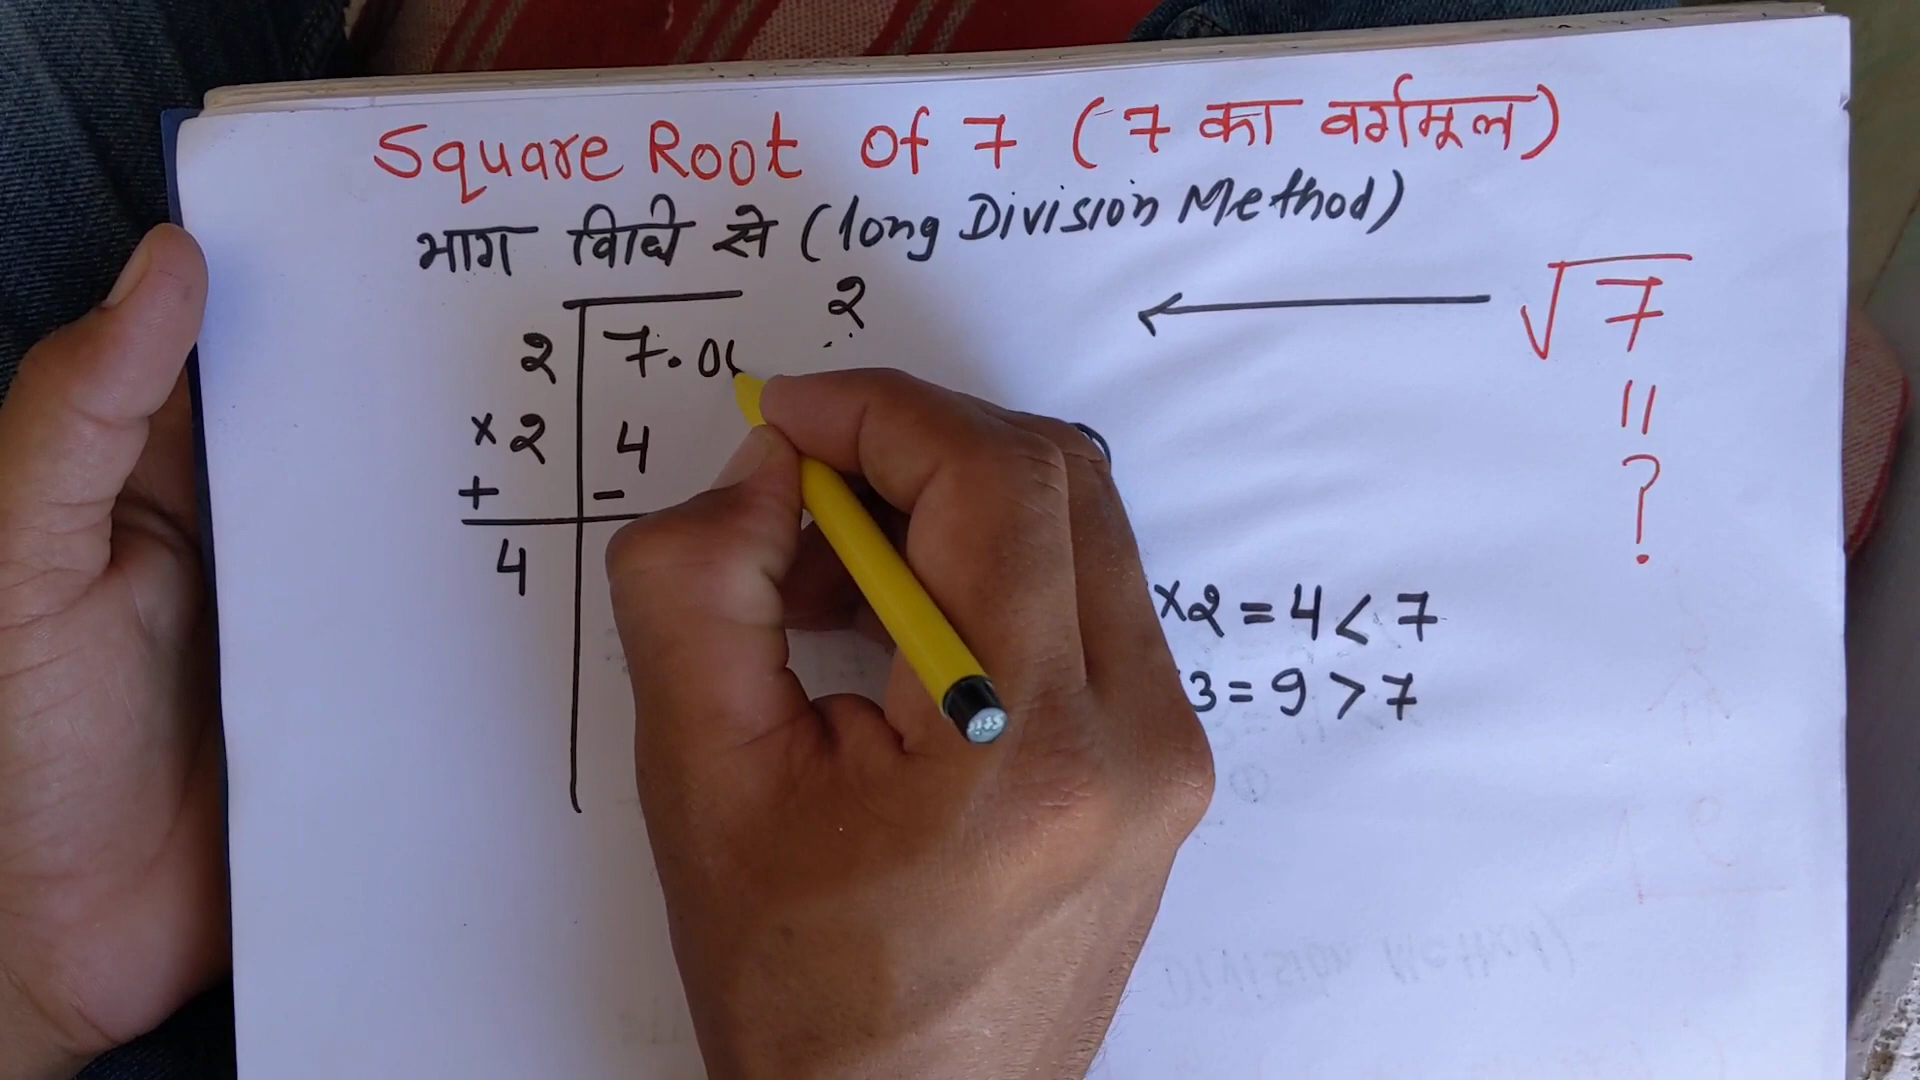 Square Root of 7 (7 का वर्गमूल)
भाग विधि से (long Division Method)
2
2 7.00
× 2 4
+ -
4
√7
=
?
×2 = 4 < 7
3 = 9 > 7